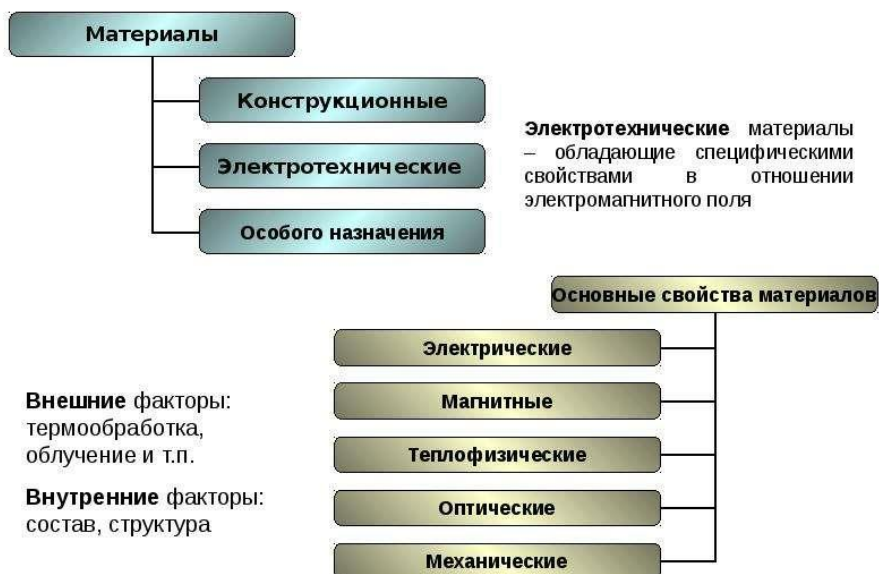 Материалы
Конструкционные
Электротехнические
Особого назначения
Электротехнические материалы
– обладающие специфическими
свойствами в отношении
электромагнитного поля
Основные свойства материалов
Электрические
Магнитные
Теплофизические
Оптические
Механические
Внешние факторы:
термообработка,
облучение и т.п.
Внутренние факторы:
состав, структура